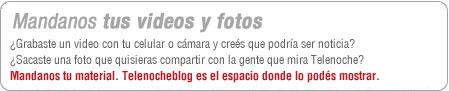 Mandanos tus videos y fotos
¿Grabaste un video con tu celular o cámara y creés que podría ser noticia?
¿Sacaste una foto que quisieras compartir con la gente que mira Telenoche?
Mandanos tu material. Telenocheblog es el espacio donde lo podés mostrar.